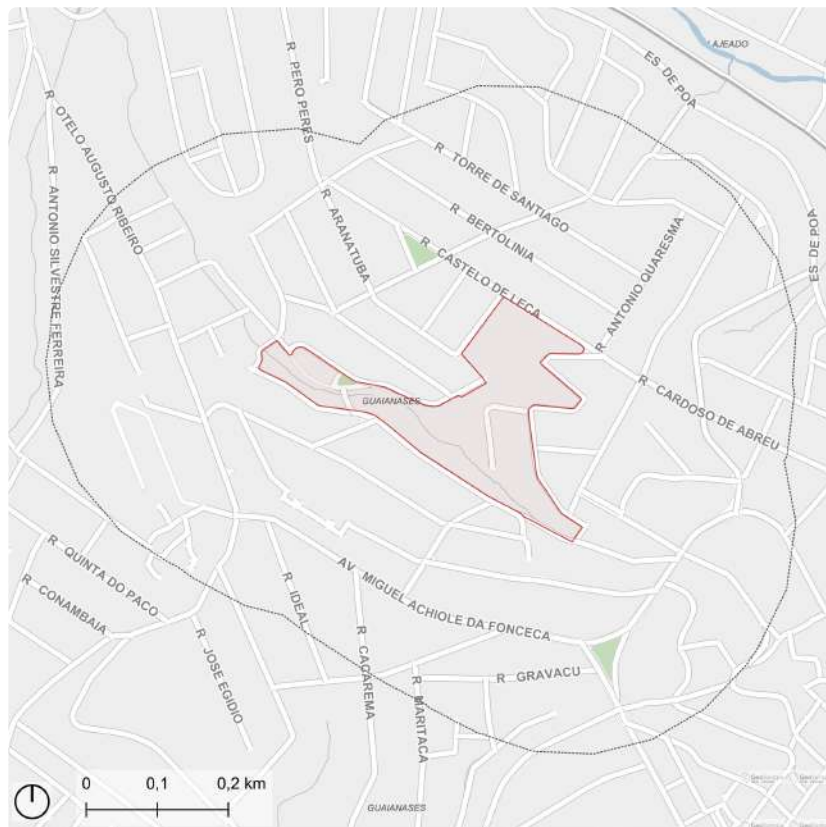 LAJEADO
ES. DE POA
R PERO PERES
R OTELO AUGUSTO RIBEIRO
R TORRE DE SANTIAGO
R ANTONIO SILVESTRE FERREIRA
R BERTOLINIA
R ARANATUBA
R CASTELO DE LECA
R ANTONIO QUARESMA
ES. DE POA
R CARDOSO DE ABREU
GUAIANASES
R QUINTA DO PACO
R CONAMBAIA
R JOSE EGIDIO
R IDEAL
AV MIGUEL ACHIOLE DA FONCECA
R CACAREMA
R MARITACA
R GRAVACU
0 0,1 0,2 km
GUAIANASES